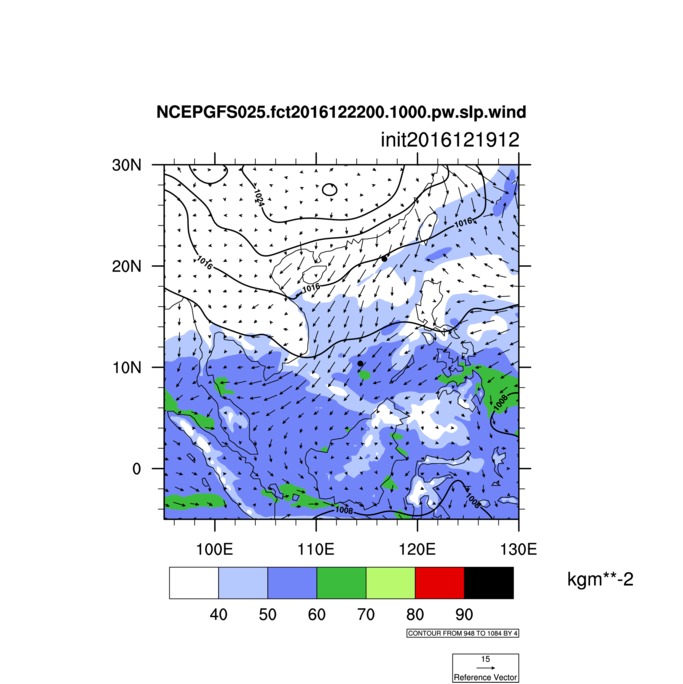 NCEPGFS025.fct2016122200.1000.pw.slp.wind
init2016121912
30N
1024
1016
1016
20N
1016
10N
1008
0
1008
1008
100E 110E 120E 130E
kgm**-2
40 50 60 70 80 90
CONTOUR FROM 948 TO 1084 BY 4
15
Reference Vector